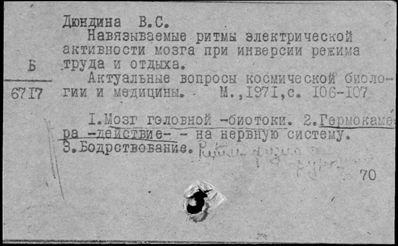 Дюндина В.С.
Навязываемые ритмы электрической
активности мозга при инверсии режима
труда и отдыха.
Б
Актуальные вопросы космической биоло-
6717
гии и медицины. М., 1971, с. 106-107
1. Мозг головной -биотоки. 2. Гермокаме
ра -действие- - на нервную систему.
3. Бодрствование.
70